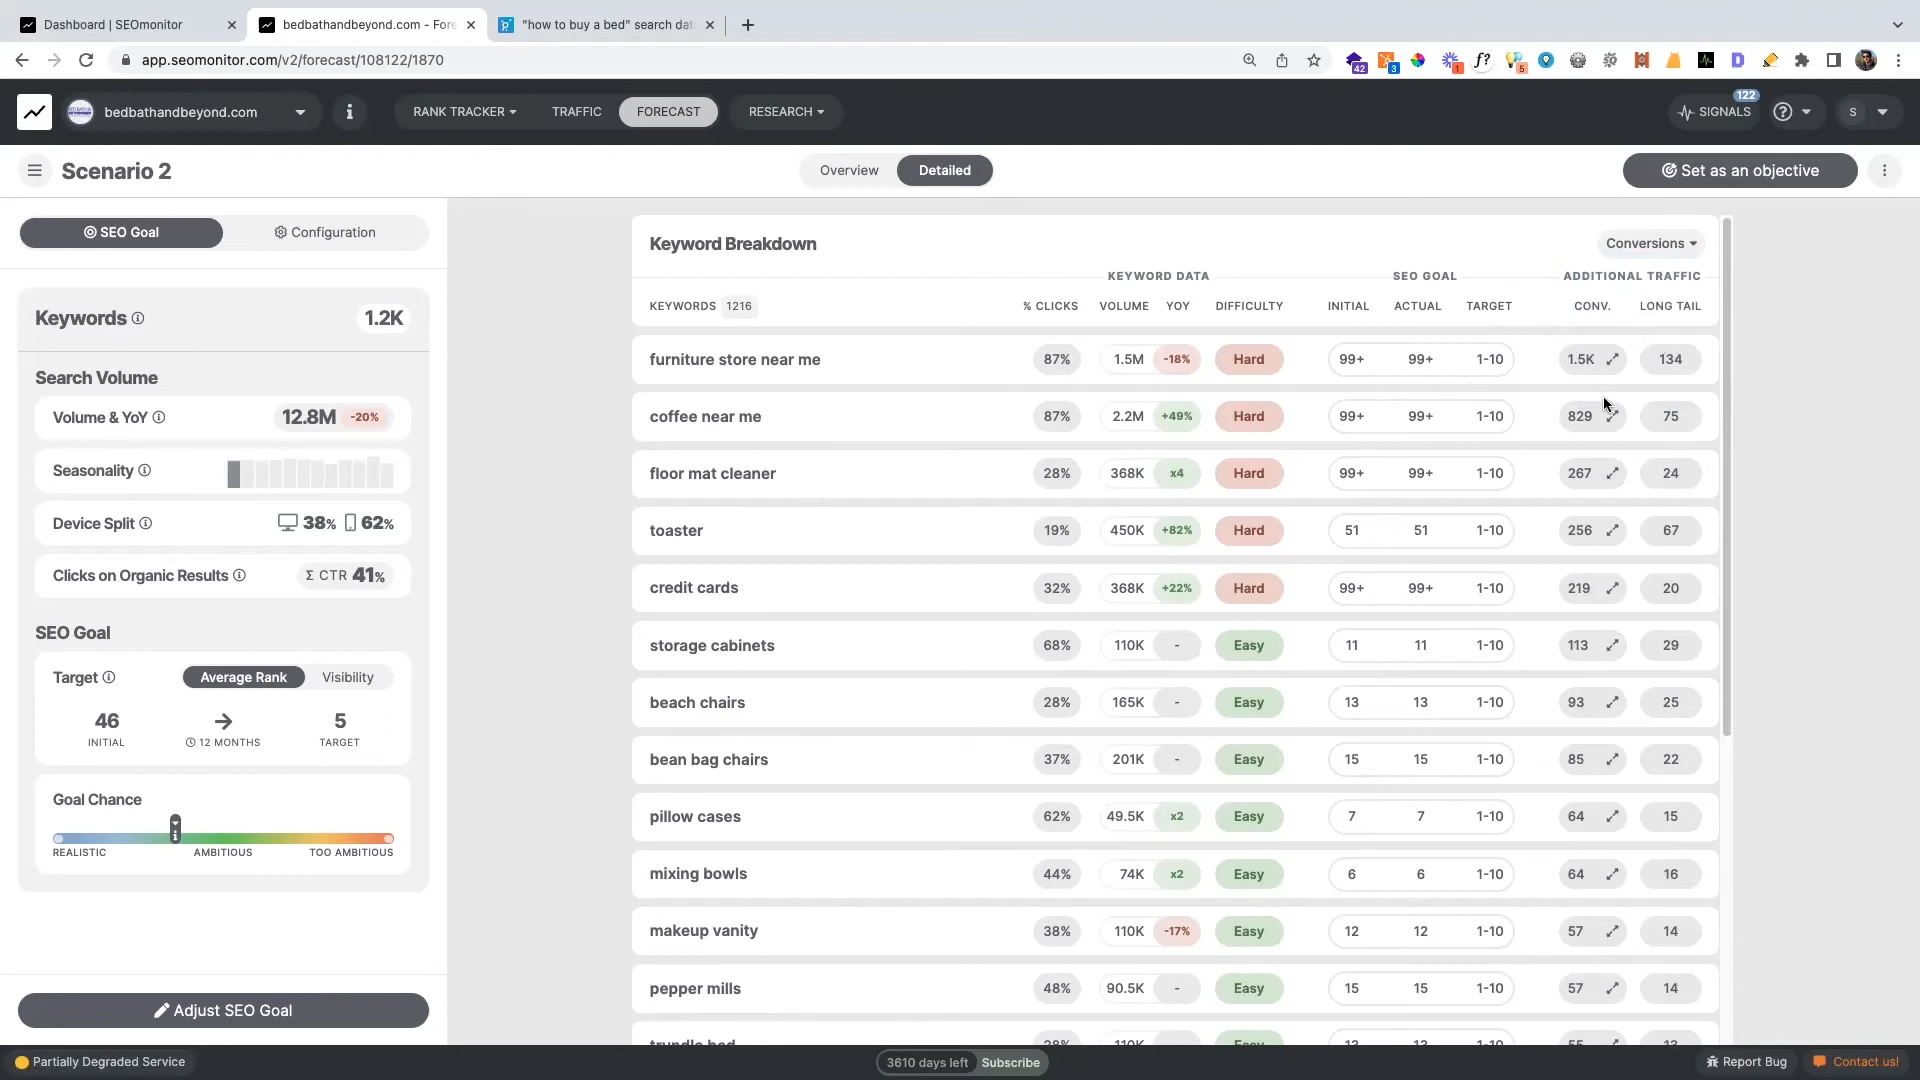 Dashboard | SEOmonitor
bedbathandbeyond.com - Fore
"how to buy a bed" search dat
app.seomonitor.com/v2/forecast/108122/1870
42
3
1
f?
5
bedbathandbeyond.com
RANK TRACKER
TRAFFIC
FORECAST
RESEARCH
122
SIGNALS
S
Scenario 2
Overview
Detailed
Set as an objective
SEO Goal
Configuration
Keywords
1.2K
Search Volume
Volume & YoY
12.8M
-20%
Seasonality
Device Split
38%
62%
Clicks on Organic Results
Σ CTR 41%
SEO Goal
Target
Average Rank
Visibility
46
5
INITIAL
12 MONTHS
TARGET
Goal Chance
REALISTIC
AMBITIOUS
TOO AMBITIOUS
Adjust SEO Goal
Keyword Breakdown
Conversions
KEYWORD DATA
SEO GOAL
ADDITIONAL TRAFFIC
KEYWORDS 1216 % CLICKS VOLUME YOY DIFFICULTY INITIAL ACTUAL TARGET CONV. LONG TAIL
furniture store near me 87% 1.5M -18% Hard 99+ 99+ 1-10 1.5K 134
coffee near me 87% 2.2M +49% Hard 99+ 99+ 1-10 829 75
floor mat cleaner 28% 368K x4 Hard 99+ 99+ 1-10 267 24
toaster 19% 450K +82% Hard 51 51 1-10 256 67
credit cards 32% 368K +22% Hard 99+ 99+ 1-10 219 20
storage cabinets 68% 110K - Easy 11 11 1-10 113 29
beach chairs 28% 165K - Easy 13 13 1-10 93 25
bean bag chairs 37% 201K - Easy 15 15 1-10 85 22
pillow cases 62% 49.5K x2 Easy 7 7 1-10 64 15
mixing bowls 44% 74K x2 Easy 6 6 1-10 64 16
makeup vanity 38% 110K -17% Easy 12 12 1-10 57 14
pepper mills 48% 90.5K - Easy 15 15 1-10 57 14
Partially Degraded Service
3610 days left
Subscribe
Report Bug
Contact us!